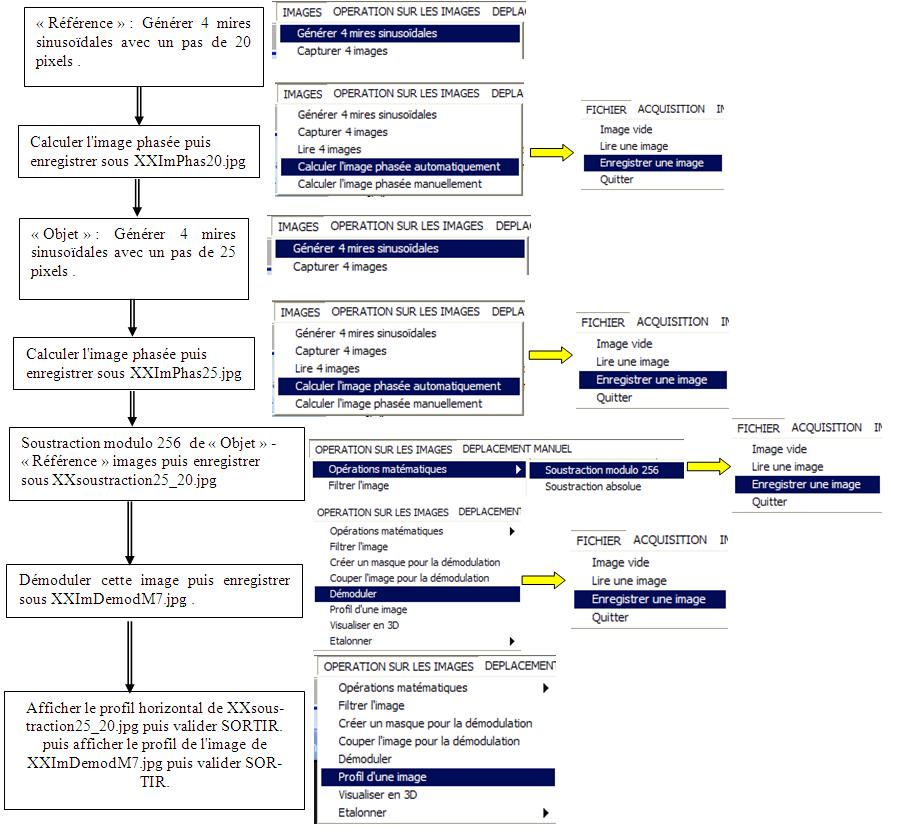 « Référence » : Générer 4 mires
sinusoïdales avec un pas de 20
pixels .
IMAGES OPERATION SUR LES IMAGES DEPLAC
Générer 4 mires sinusoïdales
Capturer 4 images
Calculer l'image phasée puis
enregistrer sous XXImPhas20.jpg
IMAGES OPERATION SUR LES IMAGES DEPLA
Générer 4 mires sinusoïdales
Capturer 4 images
Lire 4 images
Calculer l'image phasée automatiquement
Calculer l'image phasée manuellement
FICHIER ACQUISITION
Image vide
Lire une image
Enregistrer une image
Quitter
« Objet » : Générer 4 mires
sinusoïdales avec un pas de 25
pixels .
IMAGES OPERATION SUR LES IMAGES DEPLA
Générer 4 mires sinusoïdales
Capturer 4 images
Calculer l'image phasée puis
enregistrer sous XXImPhas25.jpg
IMAGES OPERATION SUR LES IMAGES DEPLA
Générer 4 mires sinusoïdales
Capturer 4 images
Lire 4 images
Calculer l'image phasée automatiquement
Calculer l'image phasée manuellement
FICHIER ACQUISITION
Image vide
Lire une image
Enregistrer une image
Quitter
Soustraction modulo 256 de « Objet » -
« Référence » images puis enregistrer
sous XXsoustraction25_20.jpg
OPERATION SUR LES IMAGES DEPLACEMENT MANUEL
Opérations matématiques
Filtrer l'image
Soustraction modulo 256
Soustraction absolue
FICHIER ACQUISITION
Image vide
Lire une image
Enregistrer une image
Quitter
Démoduler cette image puis enregistrer
sous XXImDemodM7.jpg .
OPERATION SUR LES IMAGES DEPLACEMENT
Opérations matématiques
Filtrer l'image
Créer un masque pour la démodulation
Couper l'image pour la démodulation
Démoduler
Profil d'une image
Visualiser en 3D
Etalonner
FICHIER ACQUISITION
Image vide
Lire une image
Enregistrer une image
Quitter
Afficher le profil horizontal de XXsous-
traction25_20.jpg puis valider SORTIR.
puis afficher le profil de l'image de
XXImDemodM7.jpg puis valider SOR-
TIR.
OPERATION SUR LES IMAGES DEPLACEMENT
Opérations matématiques
Filtrer l'image
Créer un masque pour la démodulation
Couper l'image pour la démodulation
Démoduler
Profil d'une image
Visualiser en 3D
Etalonner